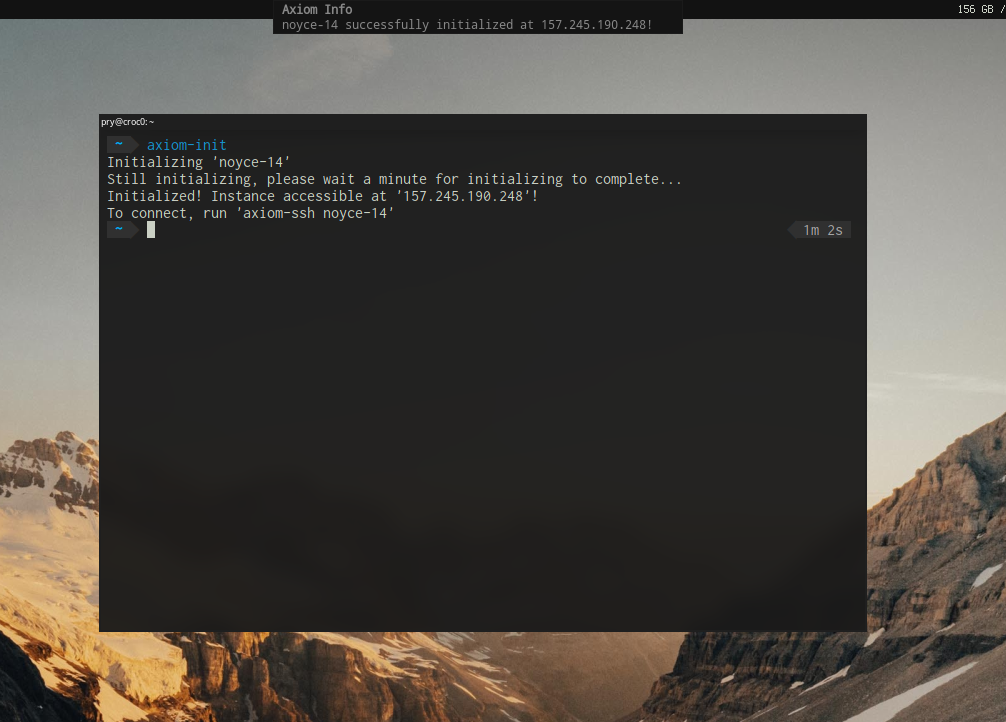 Axiom Info
noyce-14 successfully initialized at 157.245.190.248!
156 GB /
pry@croc0:~
~ axiom-init
Initializing 'noyce-14'
Still initializing, please wait a minute for initializing to complete...
Initialized! Instance accessible at '157.245.190.248'!
To connect, run 'axiom-ssh noyce-14'
~ 1m 2s